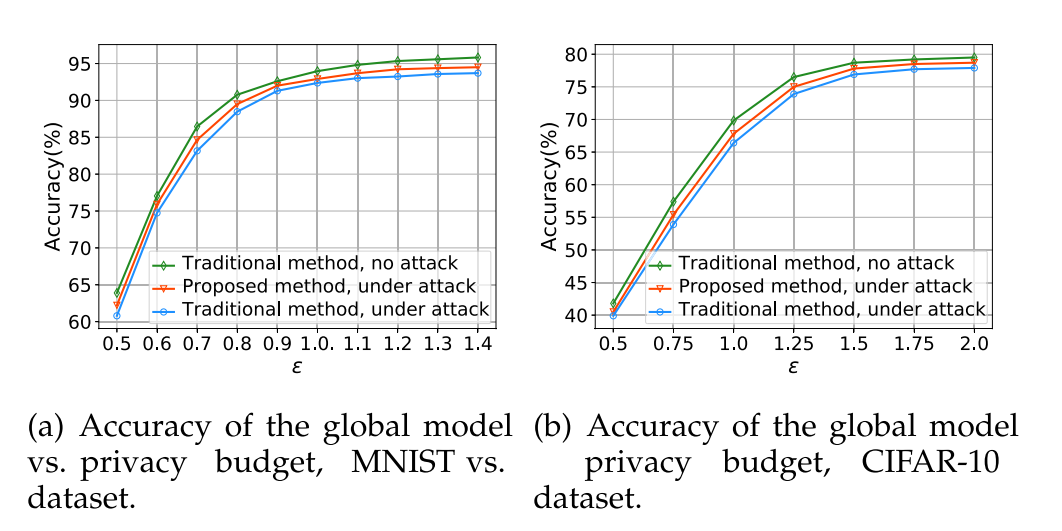 95
90
85
80
75
70
65
60
Accuracy(%)
Traditional method, no attack
Proposed method, under attack
Traditional method, under attack
0.5 0.6 0.7 0.8 0.9 1.0. 1.1 1.2 1.3 1.4
ε
80
75
70
65
60
55
50
45
40
Accuracy(%)
Traditional method, no attack
Proposed method, under attack
Traditional method, under attack
0.5 0.75 1.0 1.25 1.5 1.75 2.0
ε
(a) Accuracy of the global model
vs. privacy budget, MNIST vs.
dataset.
(b) Accuracy of the global model
privacy budget, CIFAR-10
dataset.